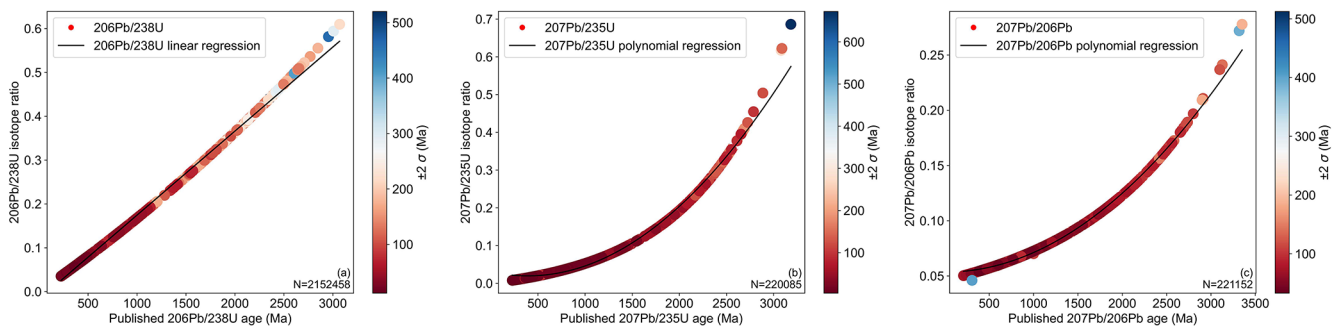 0.6
0.5
0.4
0.3
0.2
0.1
0.0
206Pb/238U isotope ratio
206Pb/238U
206Pb/238U linear regression
(a)
N=2152458
500 1000 1500 2000 2500 3000
Published 206Pb/238U age (Ma)
500
400
300
200
100
±2 σ (Ma)
0.7
0.6
0.5
0.4
0.3
0.2
0.1
0.0
207Pb/235U isotope ratio
207Pb/235U
207Pb/235U polynomial regression
(b)
N=220085
500 1000 1500 2000 2500 3000
Published 207Pb/235U age (Ma)
600
500
400
300
200
100
±2 σ (Ma)
0.25
0.20
0.15
0.10
0.05
207Pb/206Pb isotope ratio
207Pb/206Pb
207Pb/206Pb polynomial regression
(c)
N=221152
500 1000 1500 2000 2500 3000 3500
Published 207Pb/206Pb age (Ma)
500
400
300
200
100
±2 σ (Ma)